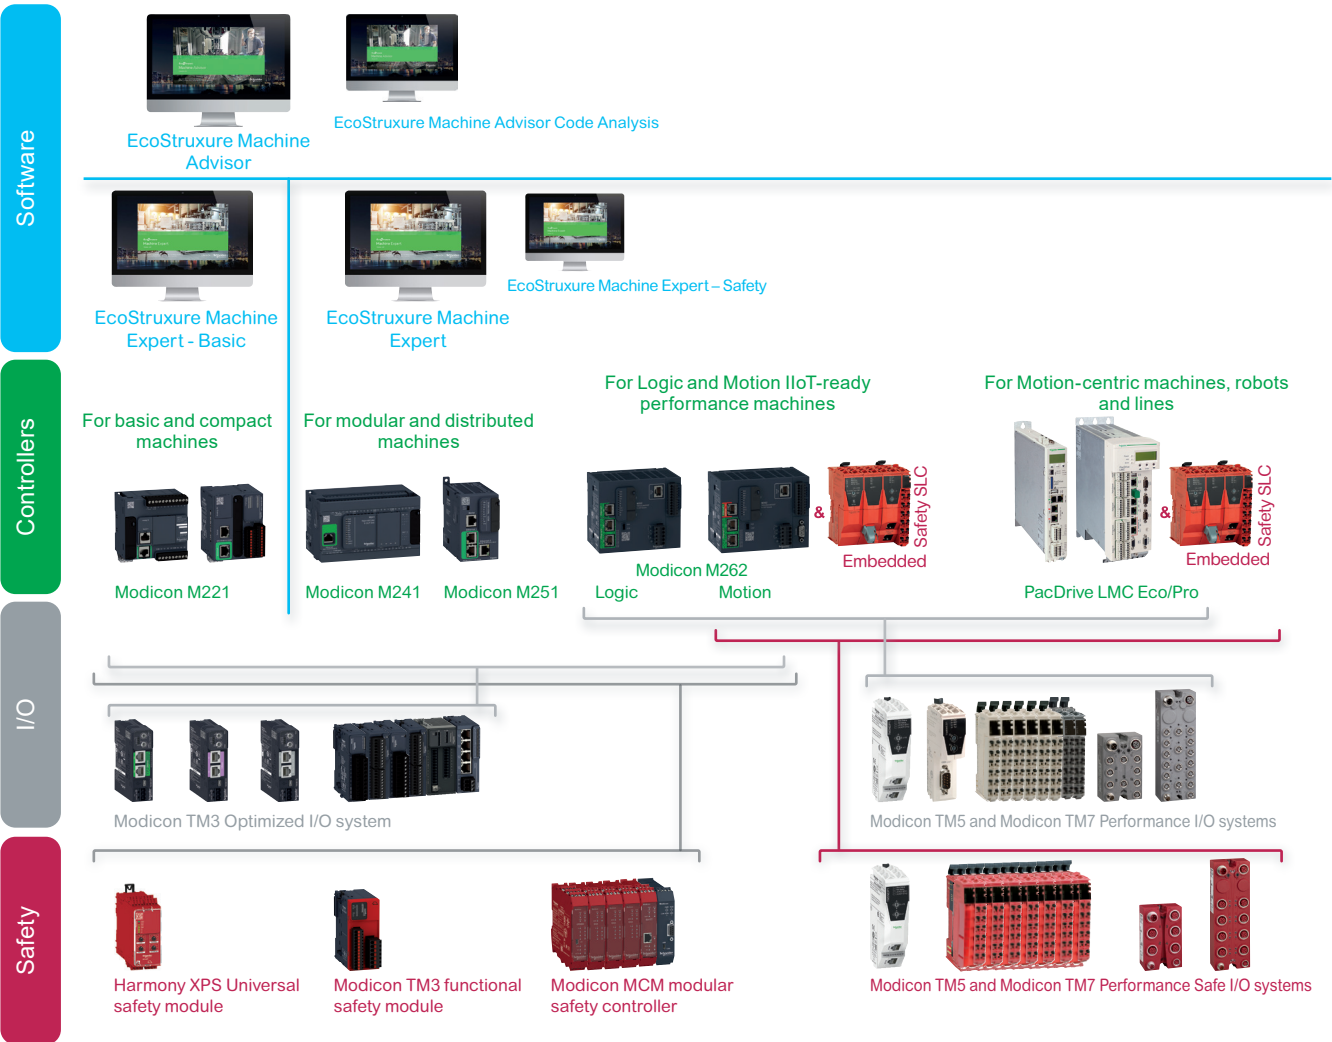 Software
EcoStruxure Machine
Advisor
EcoStruxure Machine Advisor Code Analysis
EcoStruxure Machine
Expert - Basic
EcoStruxure Machine
Expert
EcoStruxure Machine Expert – Safety
Controllers
For basic and compact
machines
For modular and distributed
machines
For Logic and Motion IIoT-ready
performance machines
For Motion-centric machines, robots
and lines
Modicon M221
Modicon M241
Modicon M251
Modicon M262
Logic
Motion
&
Embedded
Safety SLC
PacDrive LMC Eco/Pro
&
Embedded
Safety SLC
I/O
Modicon TM3 Optimized I/O system
Modicon TM5 and Modicon TM7 Performance I/O systems
Safety
Harmony XPS Universal
safety module
Modicon TM3 functional
safety module
Modicon MCM modular
safety controller
Modicon TM5 and Modicon TM7 Performance Safe I/O systems